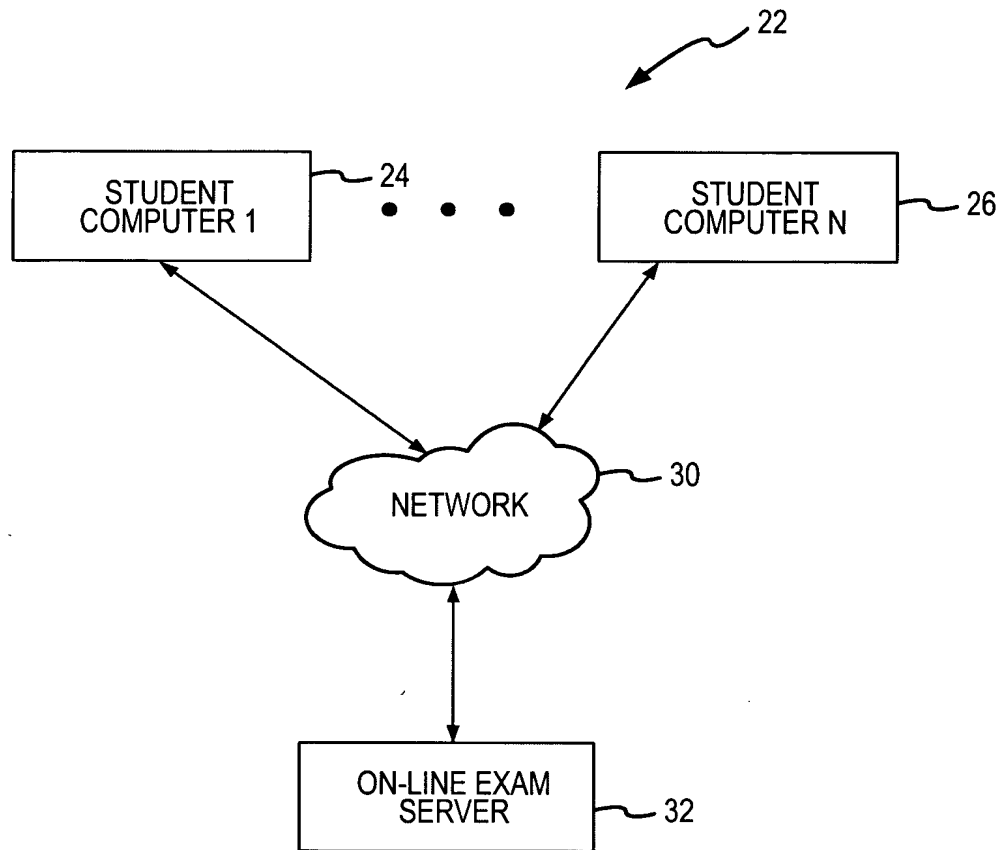 22
STUDENT
COMPUTER 1
24
STUDENT
COMPUTER N
26
NETWORK
30
ON-LINE EXAM
SERVER
32